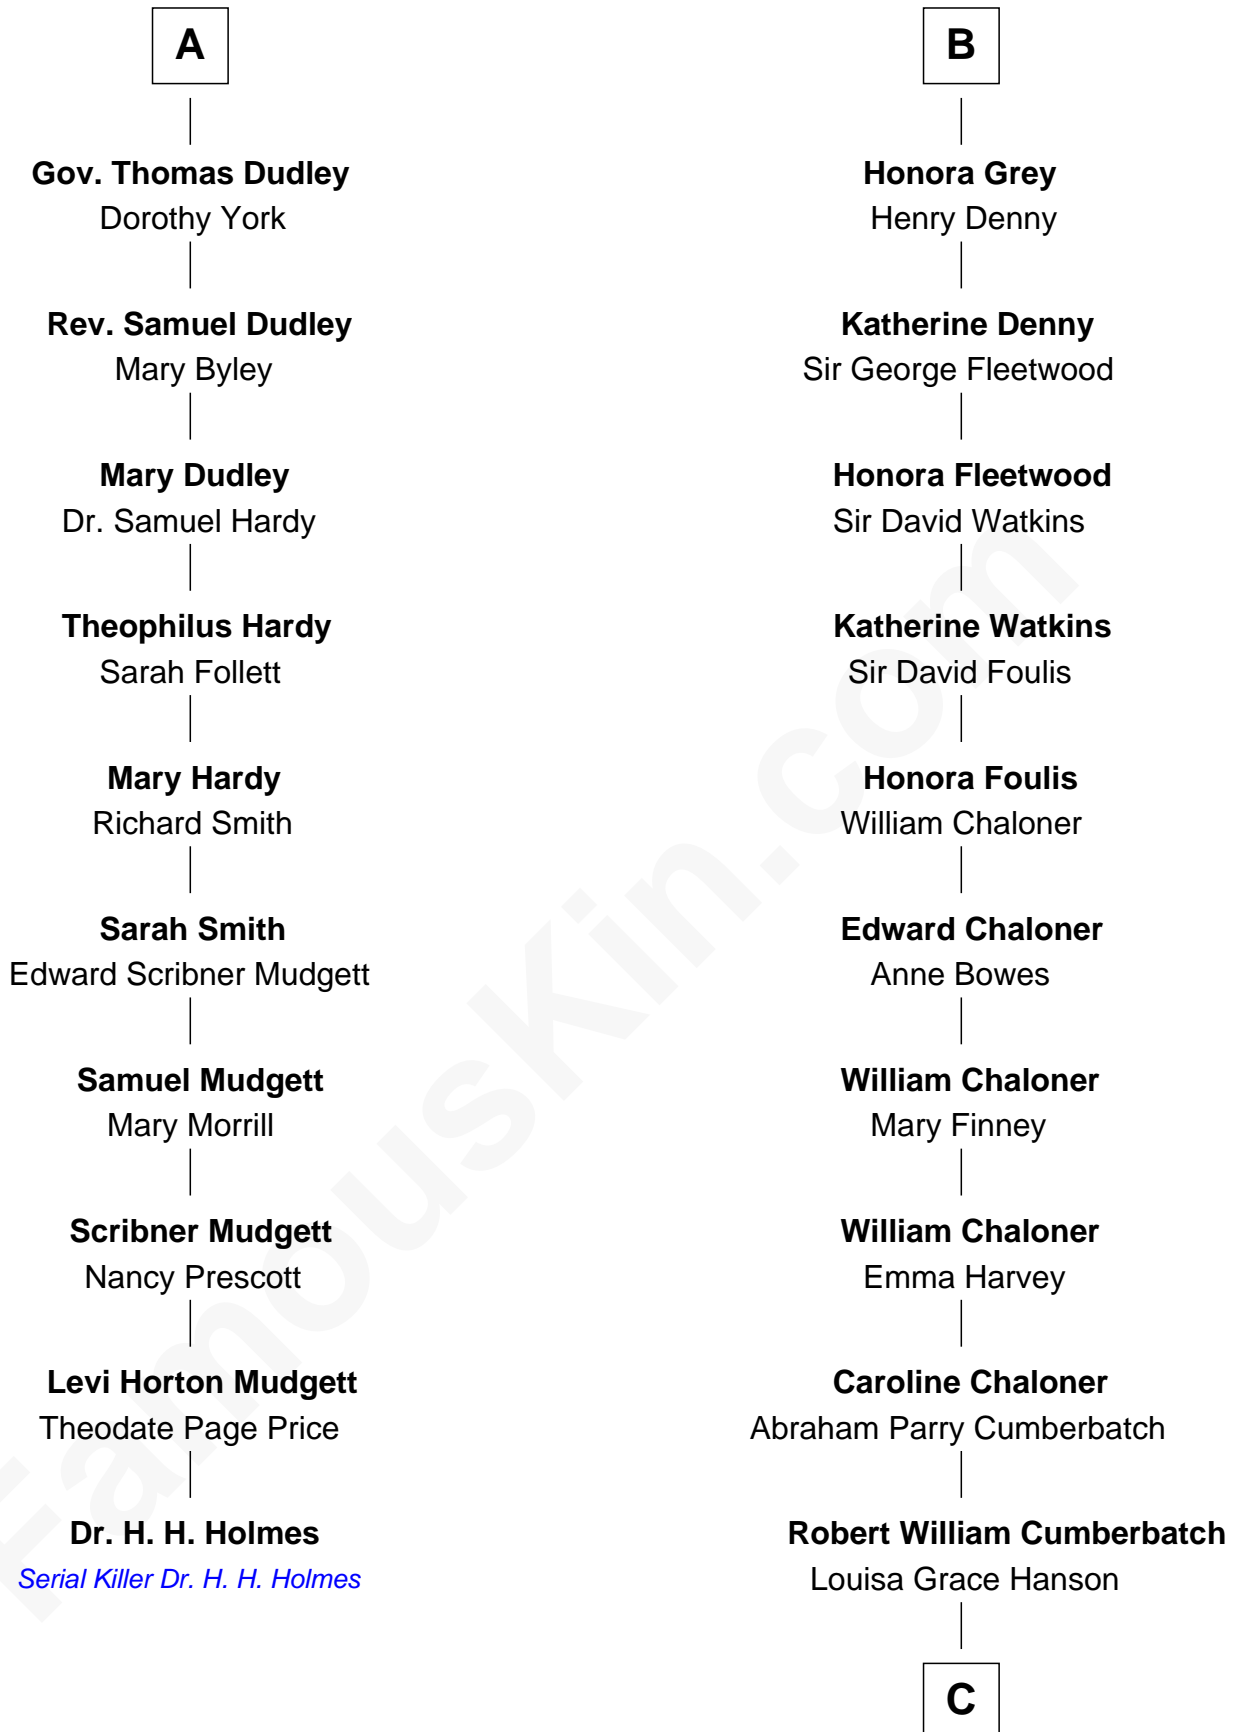 A
Gov. Thomas Dudley
Dorothy York
Rev. Samuel Dudley
Mary Byley
Mary Dudley
Dr. Samuel Hardy
Theophilus Hardy
Sarah Follett
Mary Hardy
Richard Smith
Sarah Smith
Edward Scribner Mudgett
Samuel Mudgett
Mary Morrill
Scribner Mudgett
Nancy Prescott
Levi Horton Mudgett
Theodate Page Price
Dr. H. H. Holmes
Serial Killer Dr. H. H. Holmes
B
Honora Grey
Henry Denny
Katherine Denny
Sir George Fleetwood
Honora Fleetwood
Sir David Watkins
Katherine Watkins
Sir David Foulis
Honora Foulis
William Chaloner
Edward Chaloner
Anne Bowes
William Chaloner
Mary Finney
William Chaloner
Emma Harvey
Caroline Chaloner
Abraham Parry Cumberbatch
Robert William Cumberbatch
Louisa Grace Hanson
C
FamousKin.com